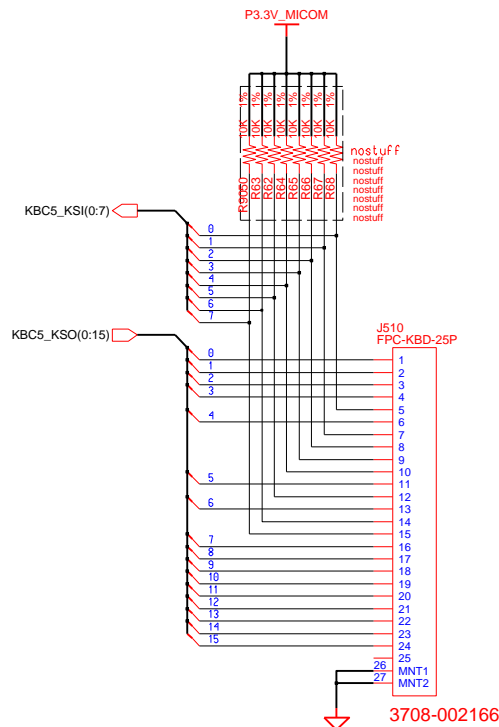 P3.3V_MICOM
10K 1%
10K 1%
10K 1%
10K 1%
10K 1%
10K 1%
10K 1%
10K 1%
nostuff
nostuff
nostuff
nostuff
nostuff
nostuff
nostuff
nostuff
R9050
R63
R62
R64
R65
R66
R67
R68
KBC5_KSI(0:7)
0
1
2
3
4
5
6
7
KBC5_KSO(0:15)
J510
FPC-KBD-25P
0 1
1 2
2 3
3 4
5
4 6
7
8
9
10
5 11
12
6 13
14
15
7 16
8 17
9 18
10 19
11 20
12 21
13 22
14 23
15 24
25
26 MNT1
27 MNT2
3708-002166